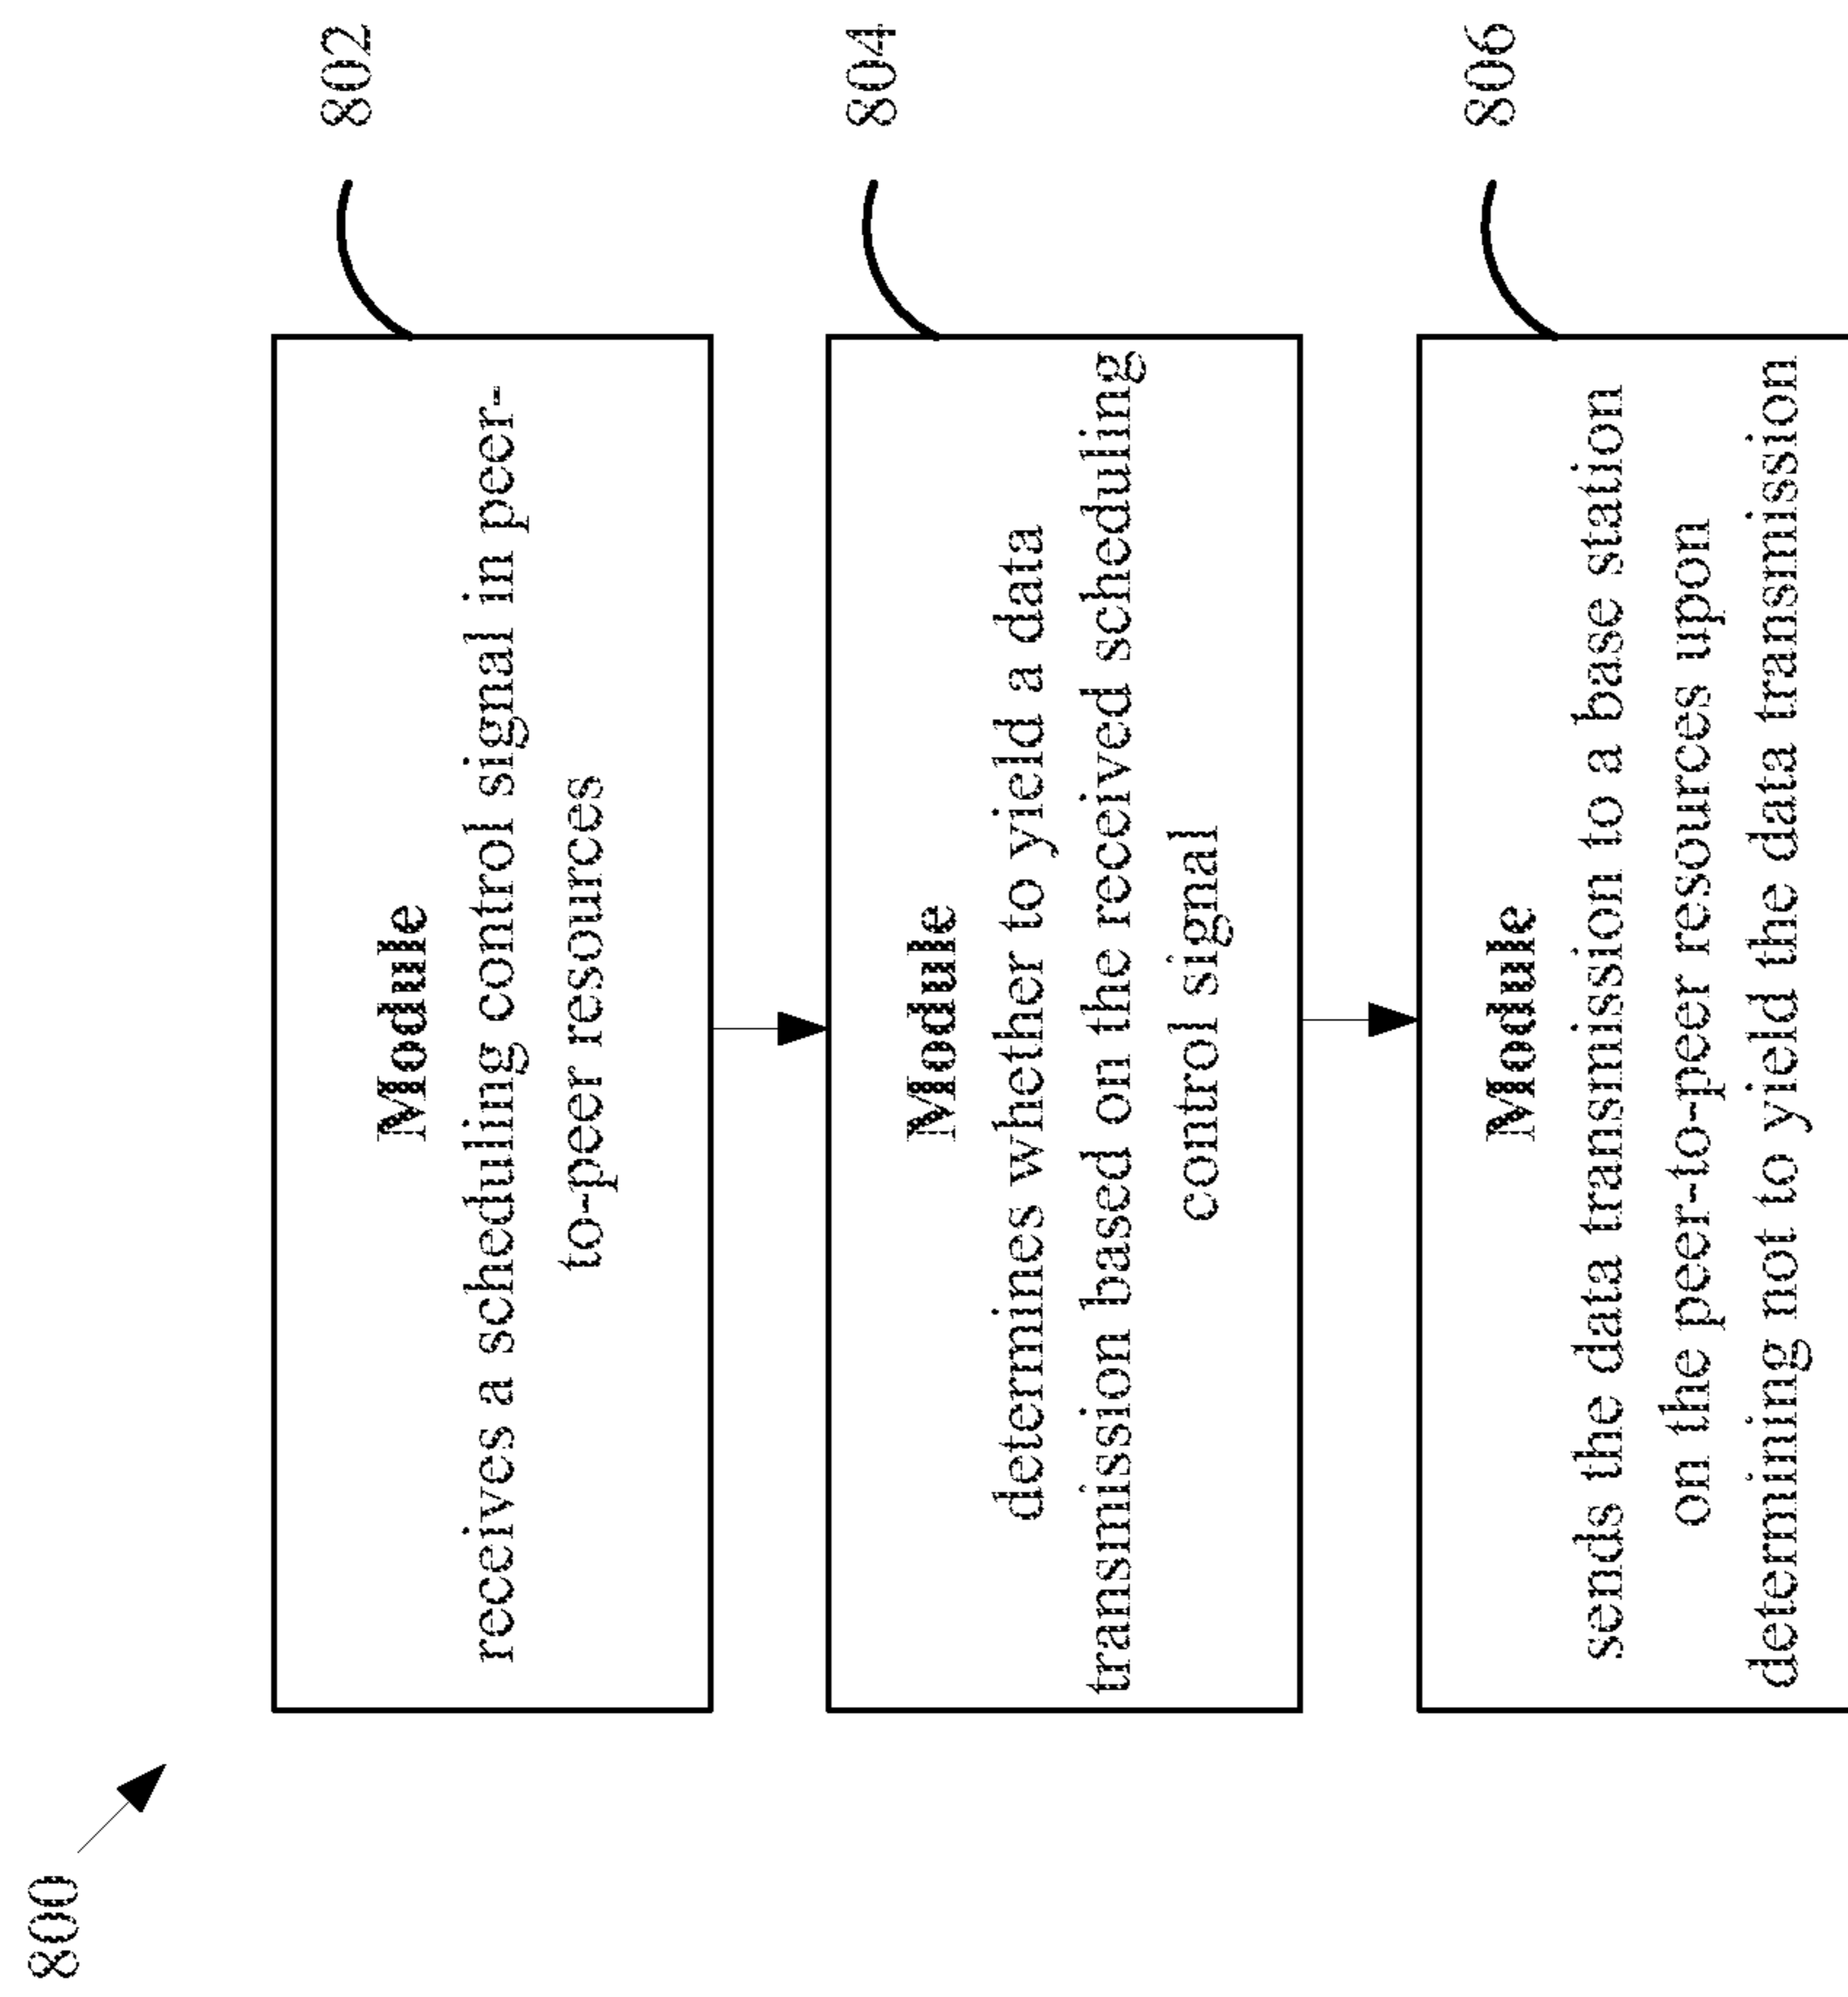 800
802
Module
receives a scheduling control signal in peer-
to-peer resources
804
Module
determines whether to yield a data
transmission based on the received scheduling
control signal
806
Module
sends the data transmission to a base station
on the peer-to-peer resources upon
determining not to yield the data transmission